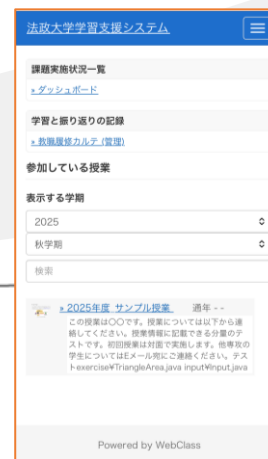 法政大学学習支援システム
課題実施状況一覧
» ダッシュボード
学習と振り返りの記録
» 教職履修カルテ (管理)
参加している授業
表示する学期
2025
秋学期
検索
» 2025年度 サンプル授業 通年 - -
この授業は〇〇です。授業については以下から連
絡してください。授業情報に記載できる分量のテ
ストです。初回授業は対面で実施します。他専攻の
学生についてはEメール宛にご連絡ください。テス
トexercise¥TriangleArea.java input¥Input.java
Powered by WebClass